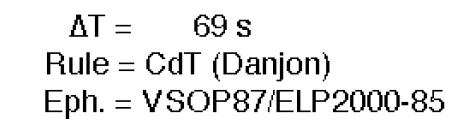 ΔT = 69 s
Rule = CdT (Danjon)
Eph. = VSOP87/ELP2000-85